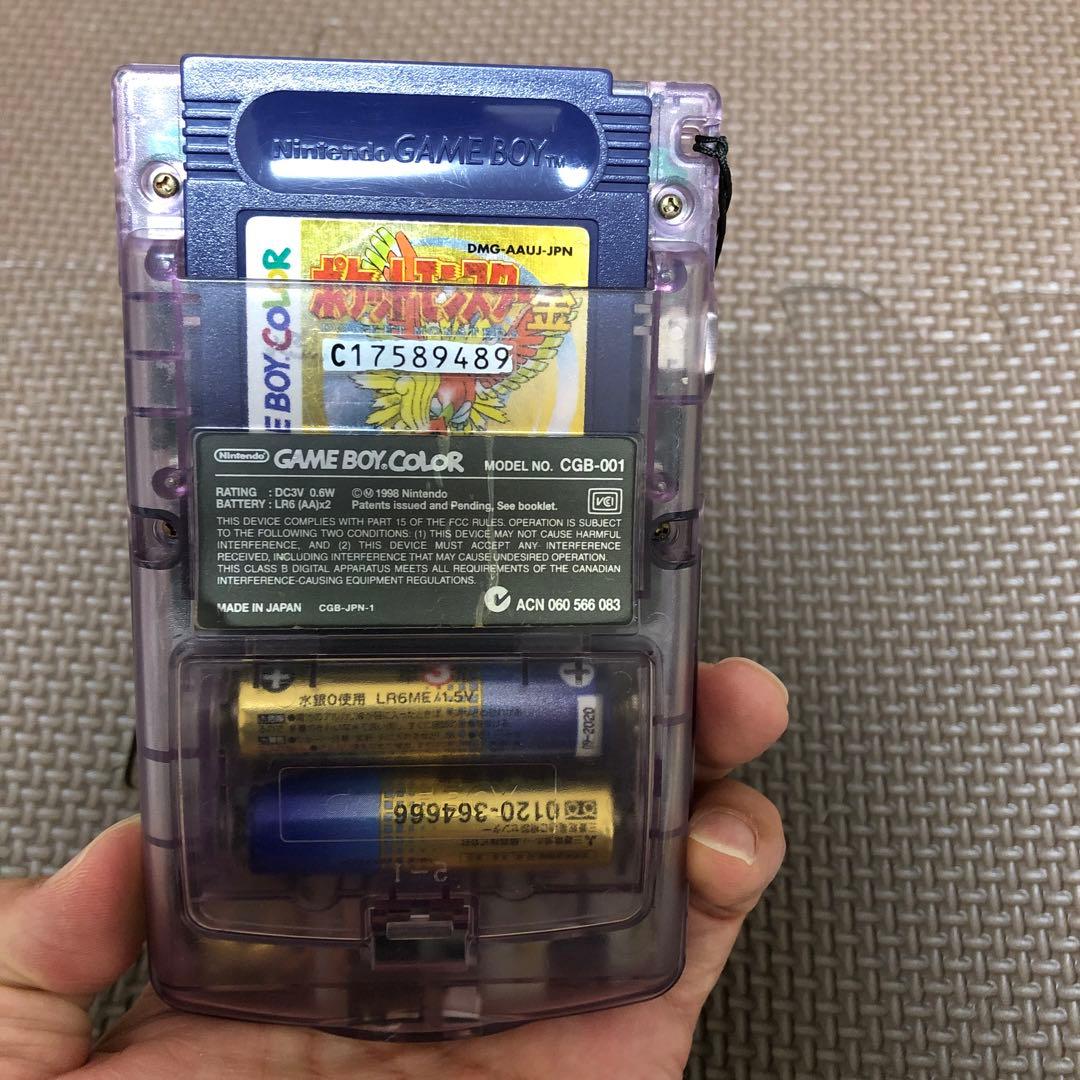 Nintendo GAME BOY TM
DMG-AAUJ-JPN
GAME BOY COLOR
ポケットモンスター
金
POCKET MONSTERS
C17589489
Nintendo GAME BOY COLOR MODEL NO. CGB-001
RATING : DC3V 0.6W ©Ⓜ 1998 Nintendo
BATTERY : LR6 (AA)x2 Patents issued and Pending, See booklet.
VCI
THIS DEVICE COMPLIES WITH PART 15 OF THE FCC RULES. OPERATION IS SUBJECT
TO THE FOLLOWING TWO CONDITIONS: (1) THIS DEVICE MAY NOT CAUSE HARMFUL
INTERFERENCE, AND (2) THIS DEVICE MUST ACCEPT ANY INTERFERENCE
RECEIVED, INCLUDING INTERFERENCE THAT MAY CAUSE UNDESIRED OPERATION.
THIS CLASS B DIGITAL APPARATUS MEETS ALL REQUIREMENTS OF THE CANADIAN
INTERFERENCE-CAUSING EQUIPMENT REGULATIONS.
MADE IN JAPAN CGB-JPN-1 ACN 060 566 083
水銀0使用 LR6ME/1.5V
09-2020
0120-364666